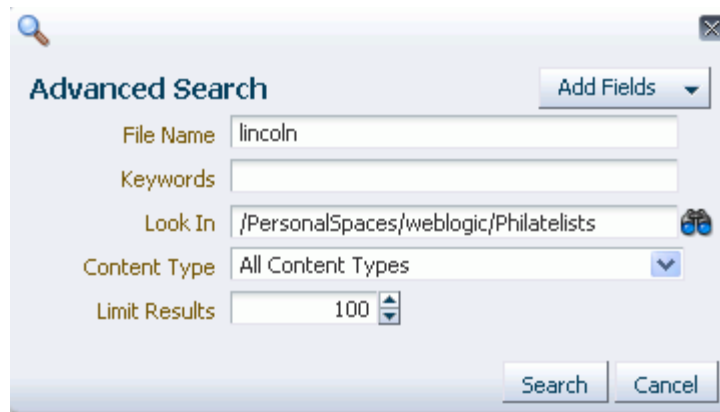 Advanced Search Add Fields
File Name lincoln
Keywords
Look In /PersonalSpaces/weblogic/Philatelists
Content Type All Content Types
Limit Results 100
Search Cancel